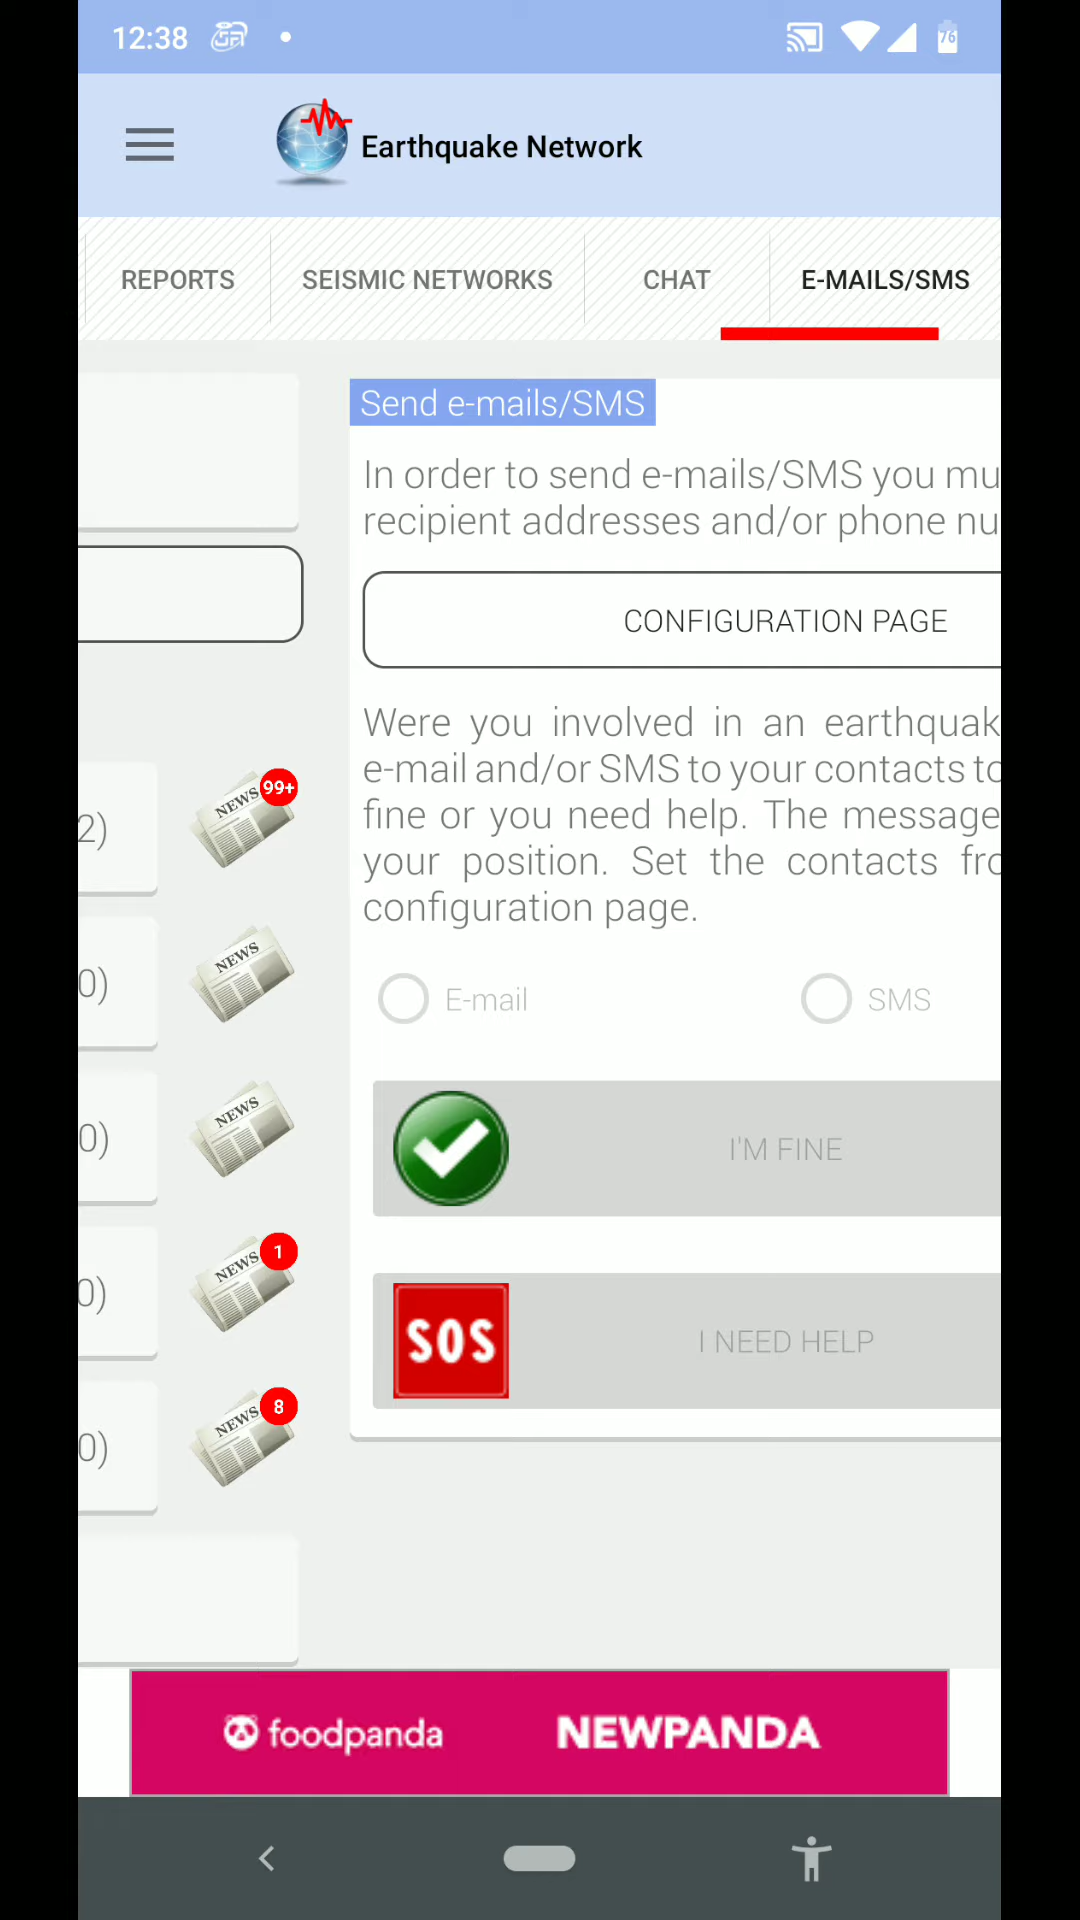 12:38
76
Earthquake Network
REPORTS
SEISMIC NETWORKS
CHAT
E-MAILS/SMS
Send e-mails/SMS
In order to send e-mails/SMS you mu
recipient addresses and/or phone nu
CONFIGURATION PAGE
Were you involved in an earthquak
e-mail and/or SMS to your contacts to
fine or you need help. The message
your position. Set the contacts fro
configuration page.
2)
NEWS
99+
0)
NEWS
0)
NEWS
0)
NEWS
1
0)
NEWS
8
E-mail
SMS
I'M FINE
SOS
I NEED HELP
foodpanda
NEWPANDA